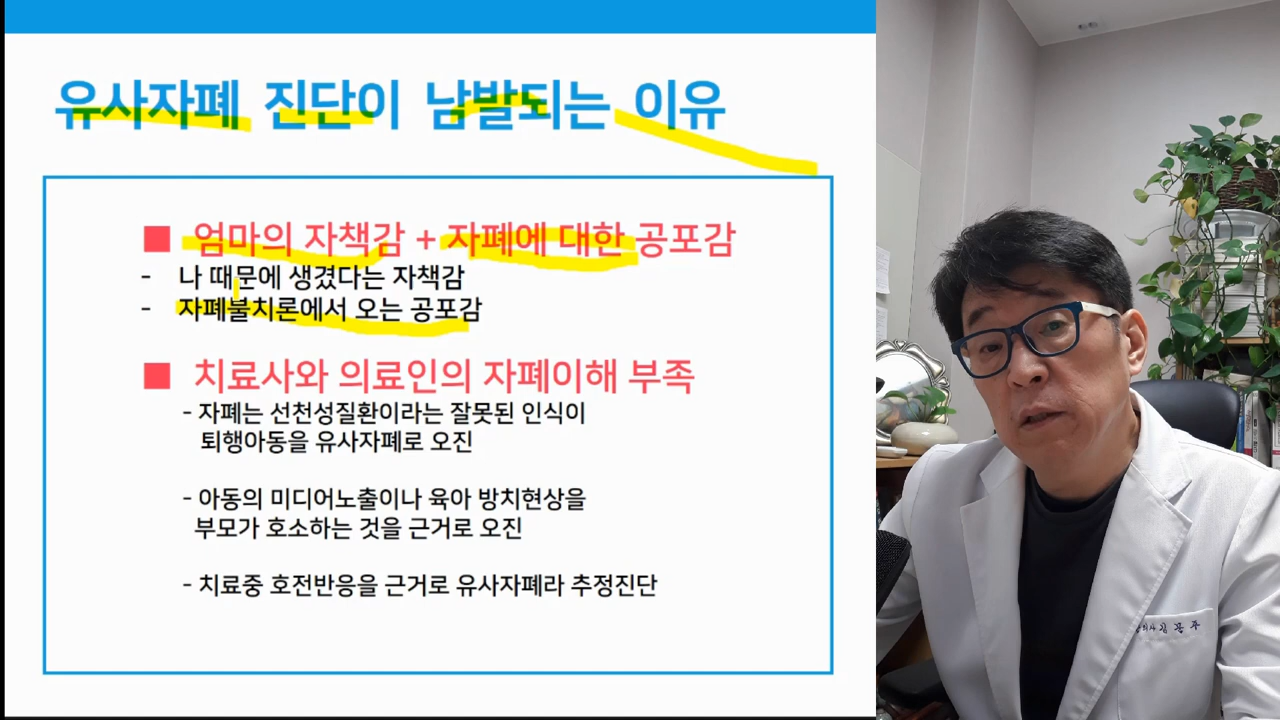 유사자폐 진단이 남발되는 이유
■ 엄마의 자책감 + 자폐에 대한 공포감
- 나 때문에 생겼다는 자책감
- 자폐불치론에서 오는 공포감
■ 치료사와 의료인의 자폐이해 부족
- 자폐는 선천성질환이라는 잘못된 인식이
퇴행아동을 유사자폐로 오진
- 아동의 미디어노출이나 육아 방치현상을
부모가 호소하는 것을 근거로 오진
- 치료중 호전반응을 근거로 유사자폐라 추정진단